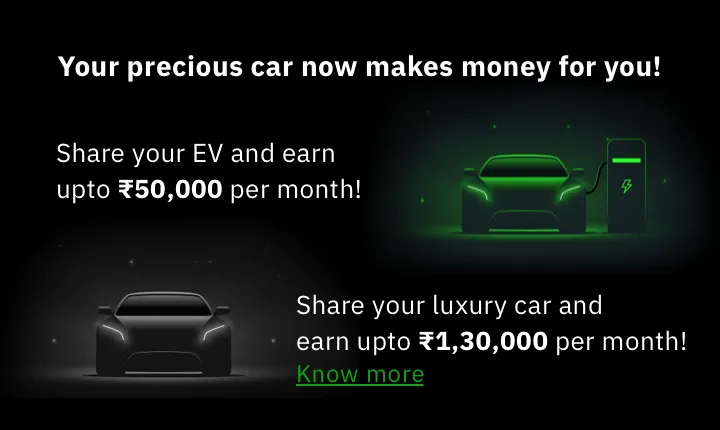 Your precious car now makes money for you!
Share your EV and earn
upto ₹50,000 per month!
Share your luxury car and
earn upto ₹1,30,000 per month!
Know more